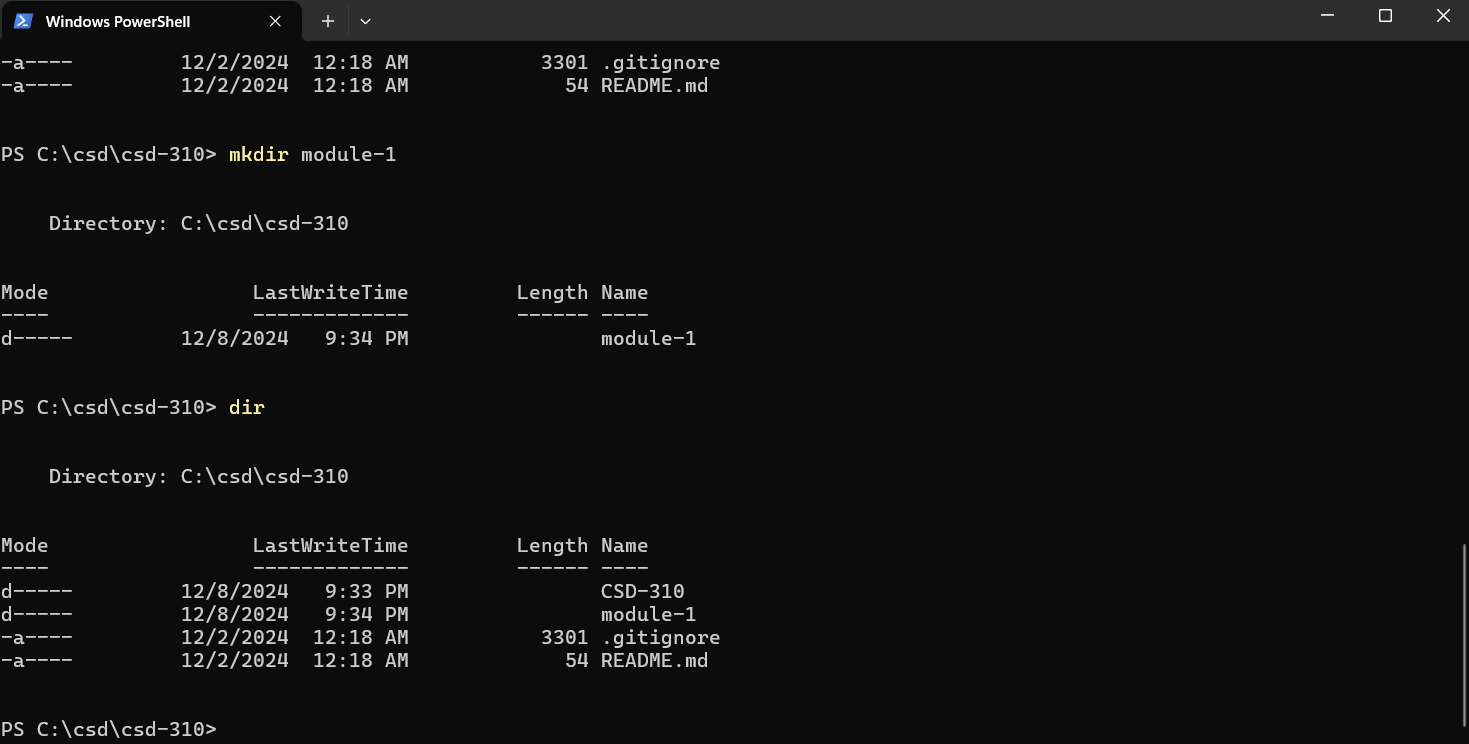 Windows PowerShell
-a----         12/2/2024  12:18 AM           3301 .gitignore
-a----         12/2/2024  12:18 AM             54 README.md
PS C:\csd\csd-310> mkdir module-1
    Directory: C:\csd\csd-310
Mode                 LastWriteTime         Length Name
----                 -------------         ------ ----
d-----         12/8/2024   9:34 PM                module-1
PS C:\csd\csd-310> dir
    Directory: C:\csd\csd-310
Mode                 LastWriteTime         Length Name
----                 -------------         ------ ----
d-----         12/8/2024   9:33 PM                CSD-310
d-----         12/8/2024   9:34 PM                module-1
-a----         12/2/2024  12:18 AM           3301 .gitignore
-a----         12/2/2024  12:18 AM             54 README.md
PS C:\csd\csd-310>